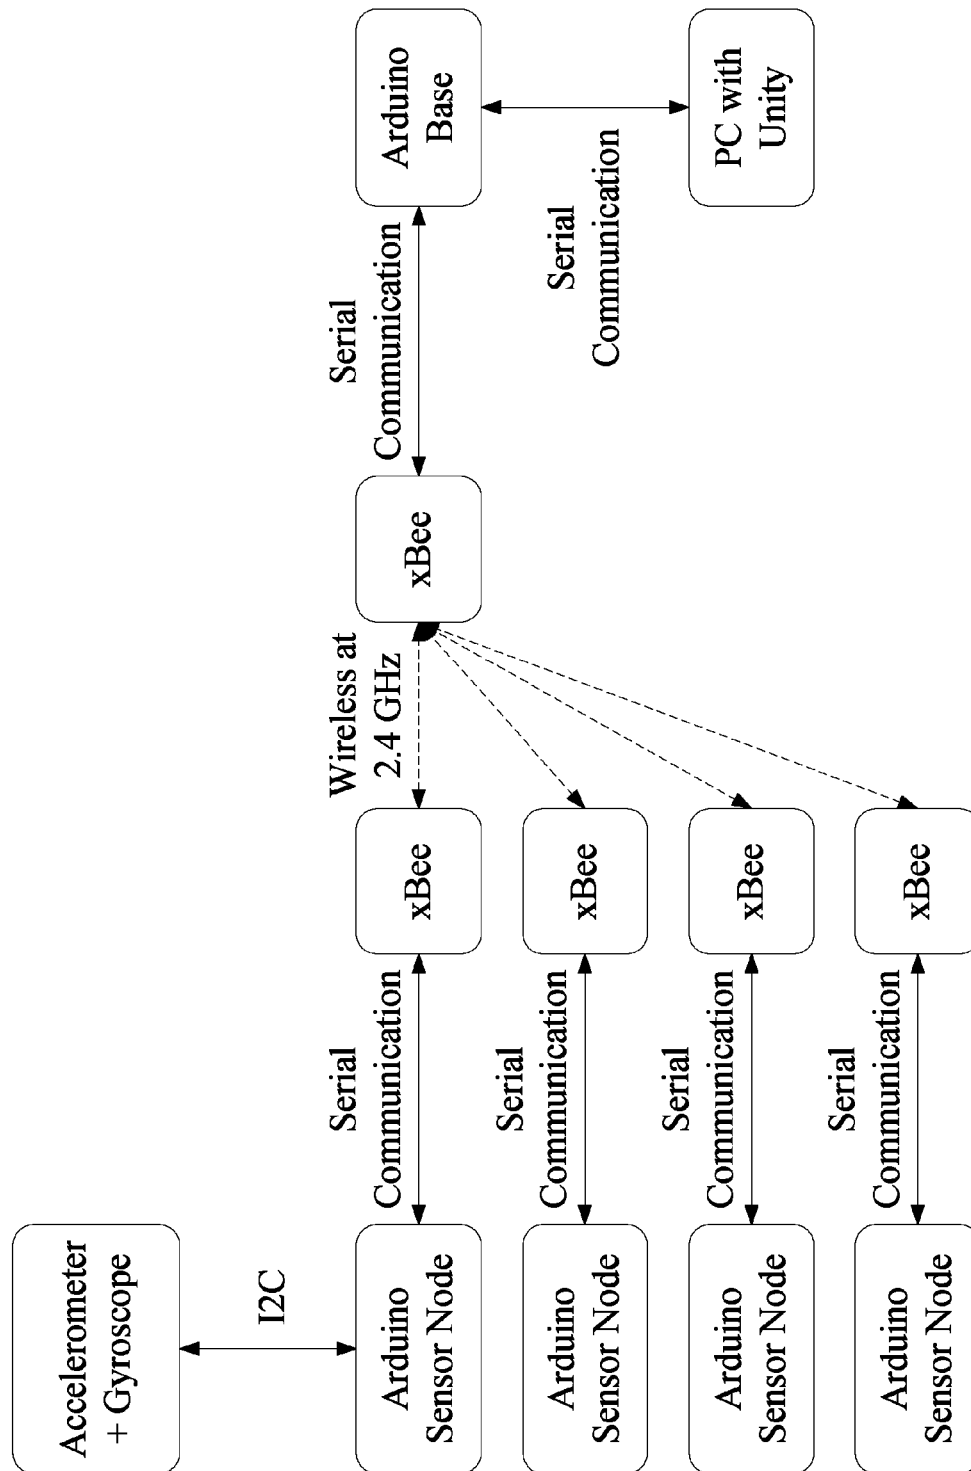 Accelerometer
+ Gyroscope
I2C
Arduino
Sensor Node
Serial
Communication
xBee
Wireless at
2.4 GHz
xBee
Serial
Communication
Arduino
Base
Arduino
Sensor Node
Serial
Communication
xBee
Serial
Communication
Arduino
Sensor Node
Serial
Communication
xBee
PC with
Unity
Arduino
Sensor Node
Serial
Communication
xBee